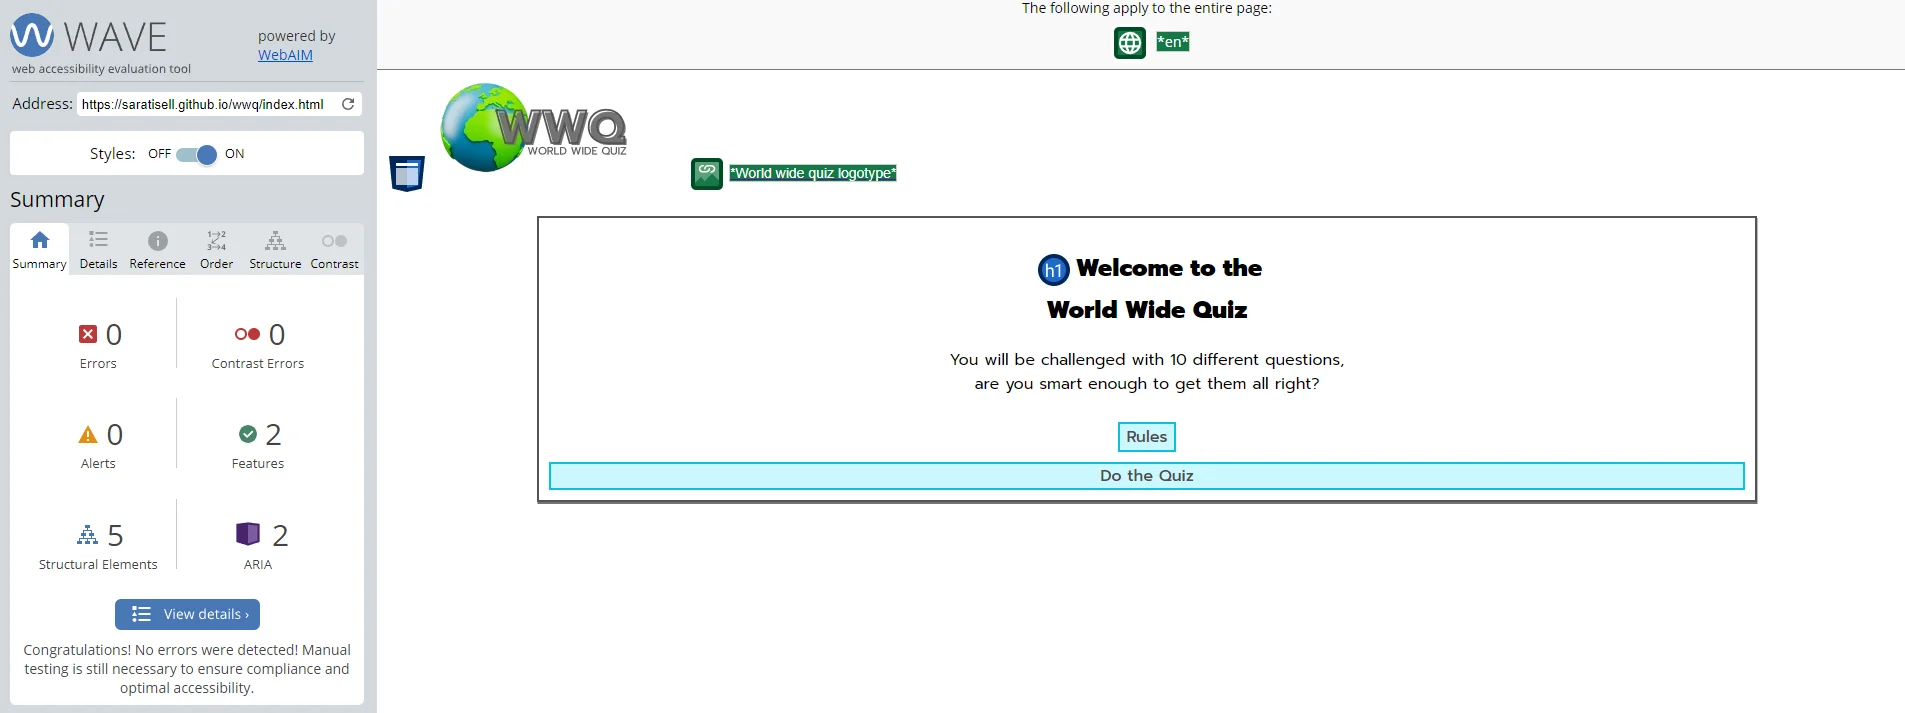 WAVE
web accessibility evaluation tool
powered by
WebAIM
Address: https://saratisell.github.io/wwq/index.html
Styles: OFF ON
Summary
Summary Details Reference Order Structure Contrast
1 2
3 4
0 Errors
0 Contrast Errors
0 Alerts
2 Features
5 Structural Elements
2 ARIA
View details ›
Congratulations! No errors were detected! Manual
testing is still necessary to ensure compliance and
optimal accessibility.
The following apply to the entire page:
*en*
WWQ
WORLD WIDE QUIZ
*World wide quiz logotype*
h1 Welcome to the
World Wide Quiz
You will be challenged with 10 different questions,
are you smart enough to get them all right?
Rules
Do the Quiz